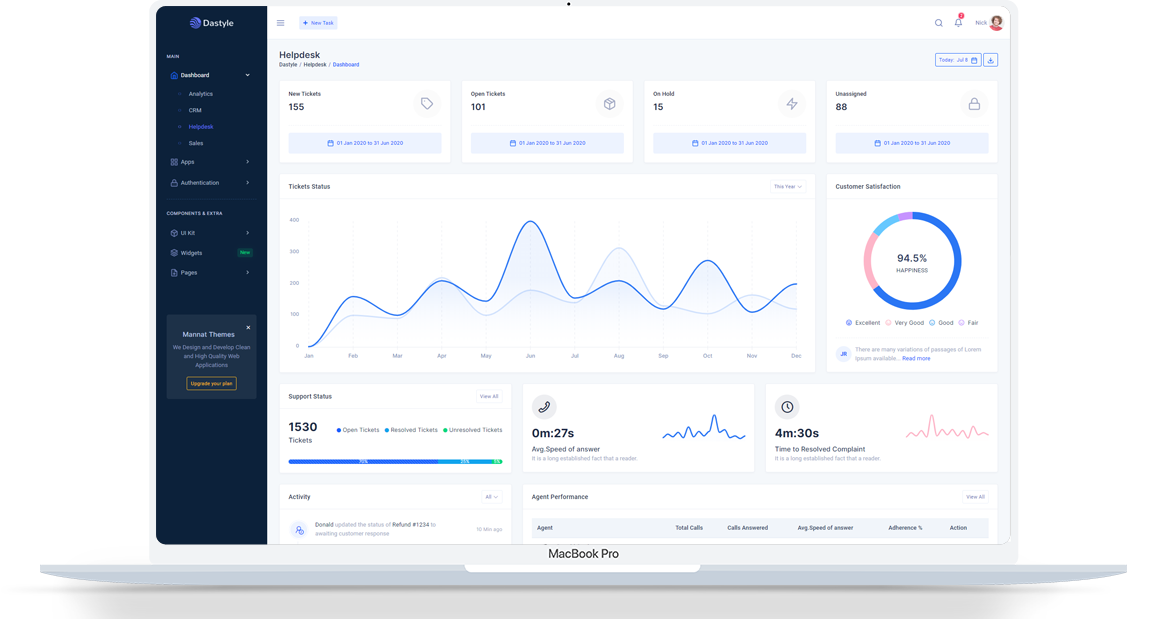 Dastyle
New Task
2
Nick
MAIN
Dashboard
Analytics
CRM
Helpdesk
Sales
Apps
Authentication
COMPONENTS & EXTRA
UI Kit
Widgets
New
Pages
Mannat Themes
We Design and Develop Clean
and High Quality Web
Applications
Upgrade your plan
Helpdesk
Dastyle / Helpdesk / Dashboard
Today: Jul 8
New Tickets
155
01 Jan 2020 to 31 Jun 2020
Open Tickets
101
01 Jan 2020 to 31 Jun 2020
On Hold
15
01 Jan 2020 to 31 Jun 2020
Unassigned
88
01 Jan 2020 to 31 Jun 2020
Tickets Status
This Year
400
300
200
100
0
Jan Feb Mar Apr May Jun Jul Aug Sep Oct Nov Dec
Customer Satisfaction
94.5%
HAPPINESS
Excellent Very Good Good Fair
JR
There are many variations of passages of Lorem
ipsum available... Read more
Support Status
View All
1530
Tickets
Open Tickets Resolved Tickets Unresolved Tickets
70%
0m:27s
Avg.Speed of answer
It is a long established fact that a reader.
4m:30s
Time to Resolved Complaint
It is a long established fact that a reader.
Activity
All
Donald updated the status of Refund #1234 to
awaiting customer response
10 Min ago
Agent Performance
View All
Agent Total Calls Calls Answered Avg.Speed of answer Adherence % Action
MacBook Pro